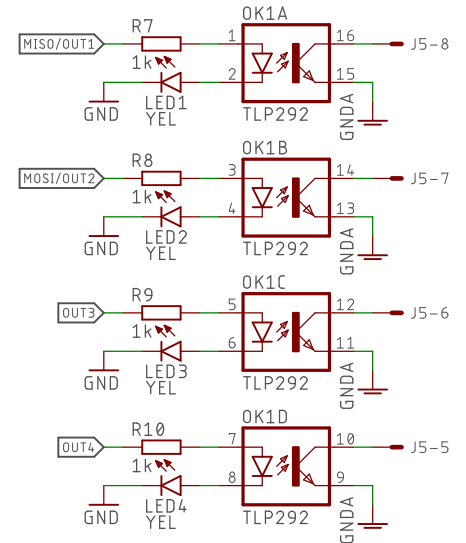 OK1A
R7
MISO/OUT1
1
16
J5-8
1k
2
15
GND
LED1
YEL
TLP292
GNDA
OK1B
R8
MOSI/OUT2
3
14
J5-7
1k
4
13
GND
LED2
YEL
TLP292
GNDA
OK1C
R9
OUT3
5
12
J5-6
1k
6
11
GND
LED3
YEL
TLP292
GNDA
OK1D
R10
OUT4
7
10
J5-5
1k
8
9
GND
LED4
YEL
TLP292
GNDA